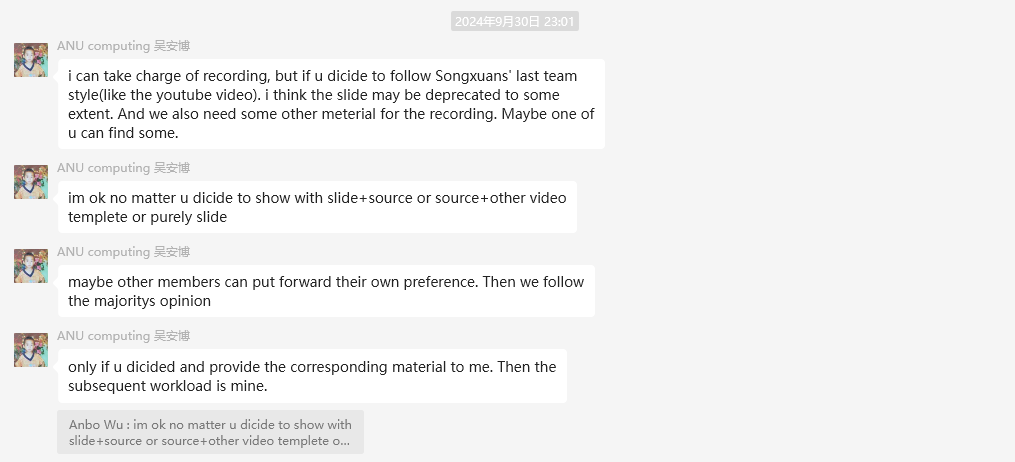 2024年9月30日 23:01
ANU computing 吴安博
i can take charge of recording, but if u dicide to follow Songxuans' last team
style(like the youtube video). i think the slide may be deprecated to some
extent. And we also need some other meterial for the recording. Maybe one of
u can find some.
ANU computing 吴安博
im ok no matter u dicide to show with slide+source or source+other video
templete or purely slide
ANU computing 吴安博
maybe other members can put forward their own preference. Then we follow
the majoritys opinion
ANU computing 吴安博
only if u dicided and provide the corresponding material to me. Then the
subsequent workload is mine.
Anbo Wu : im ok no matter u dicide to show with
slide+source or source+other video templete o...